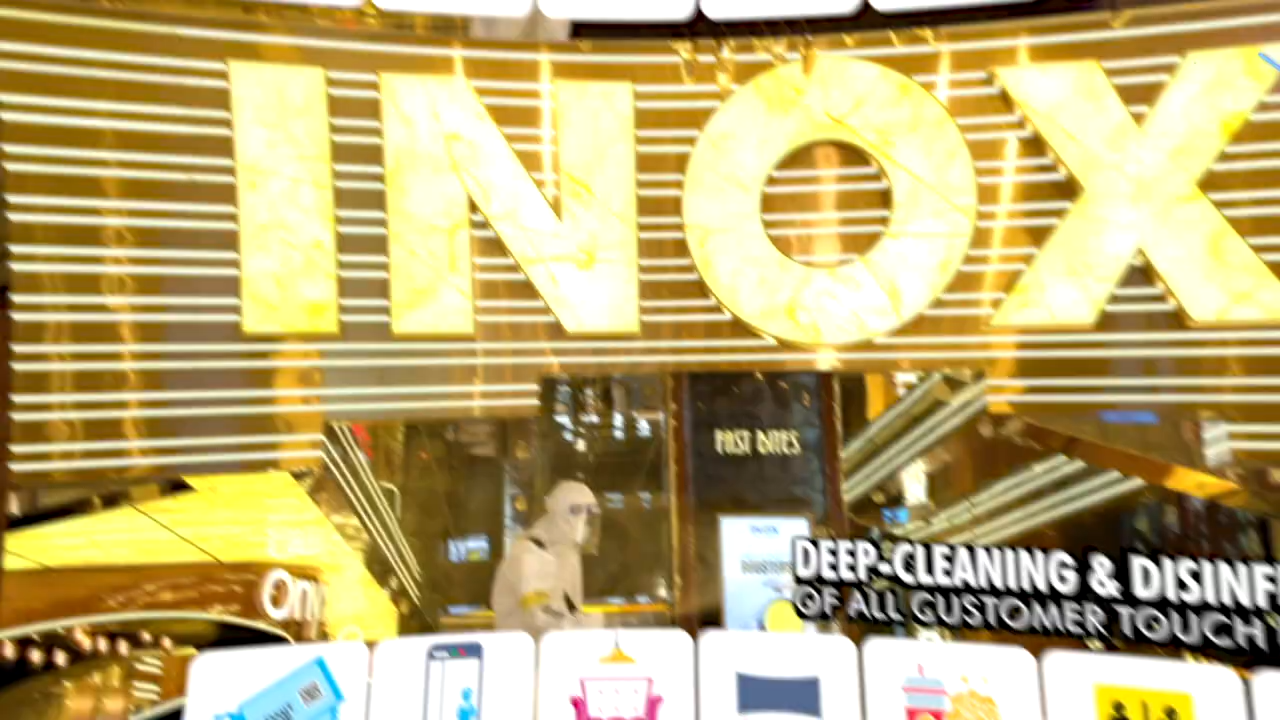 INOX
FAST BITES
DEEP-CLEANING & DISINF
OF ALL CUSTOMER TOUCH